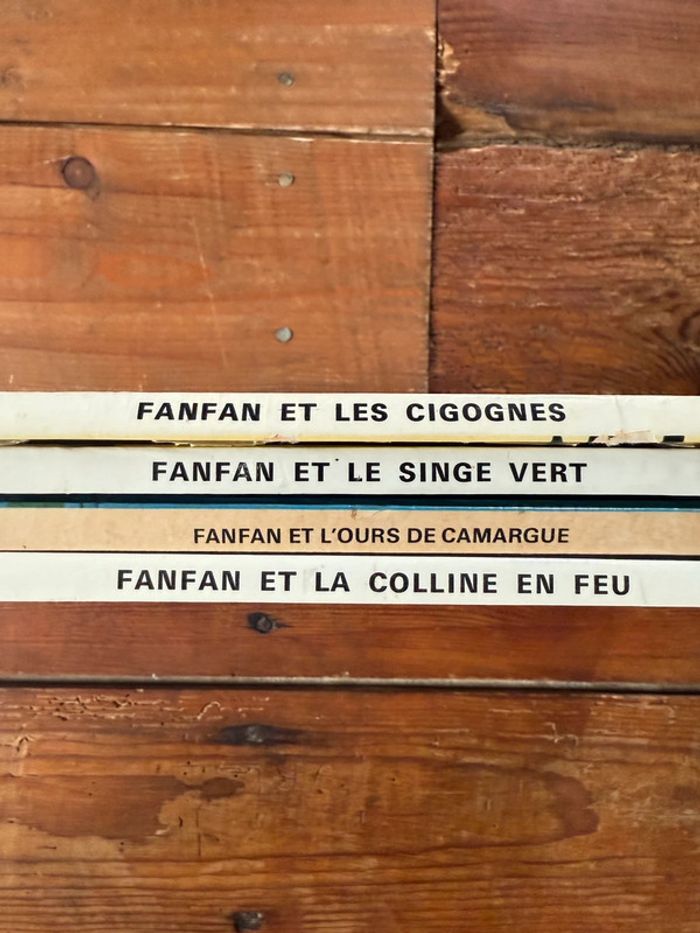 FANFAN ET LES CIGOGNES
FANFAN ET LE SINGE VERT
FANFAN ET L'OURS DE CAMARGUE
FANFAN ET LA COLLINE EN FEU